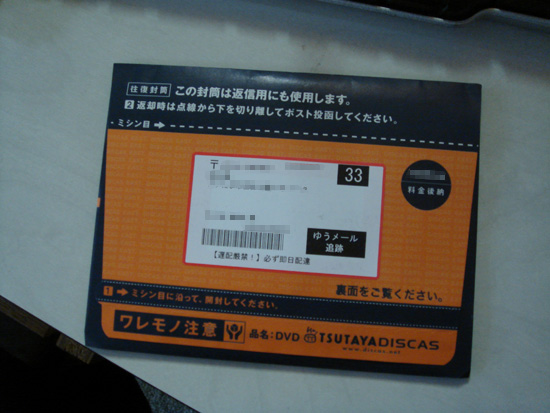 往復封筒 この封筒は返信用にも使用します。
2 返却時は点線から下を切り離してポスト投函してください。
ミシン目 →
〒
33
料金後納
ゆうメール
追跡
必ず即日配達
裏面をご覧ください。
1 → ミシン目に沿って、開封してください。
ワレモノ注意
品名:DVD TSUTAYA DISCAS
www.discas.net